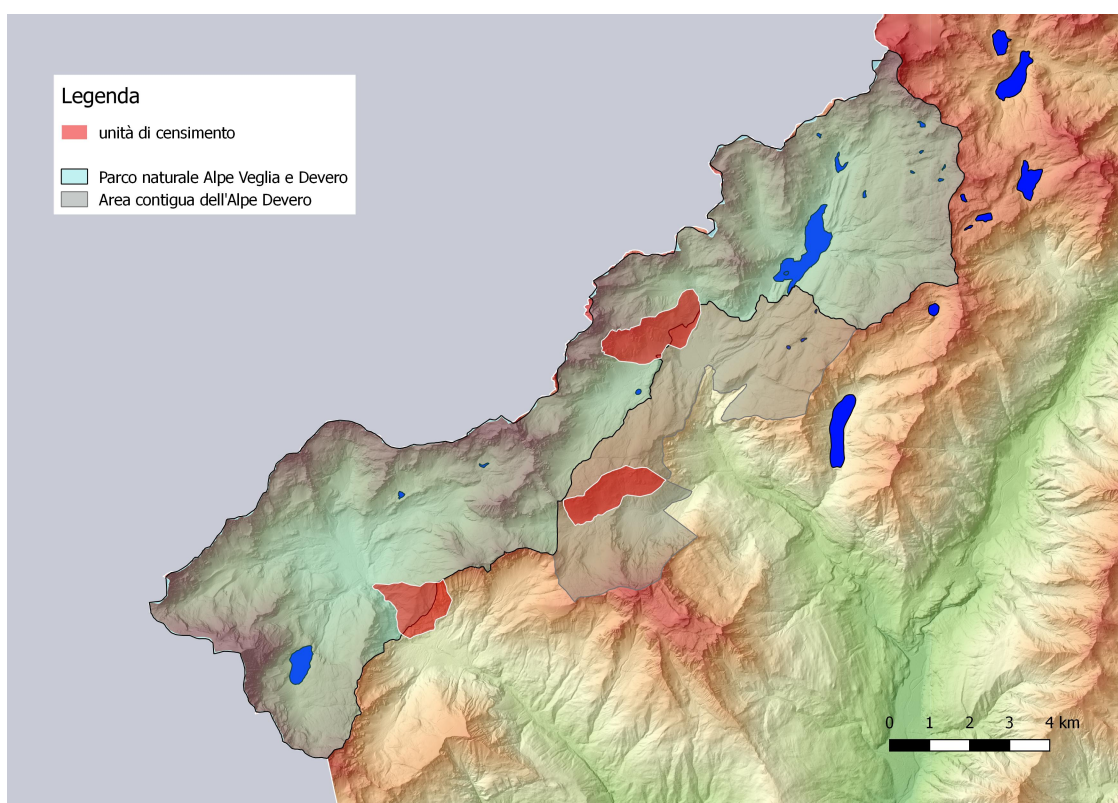 Legenda
unità di censimento
Parco naturale Alpe Veglia e Devero
Area contigua dell'Alpe Devero
0 1 2 3 4 km